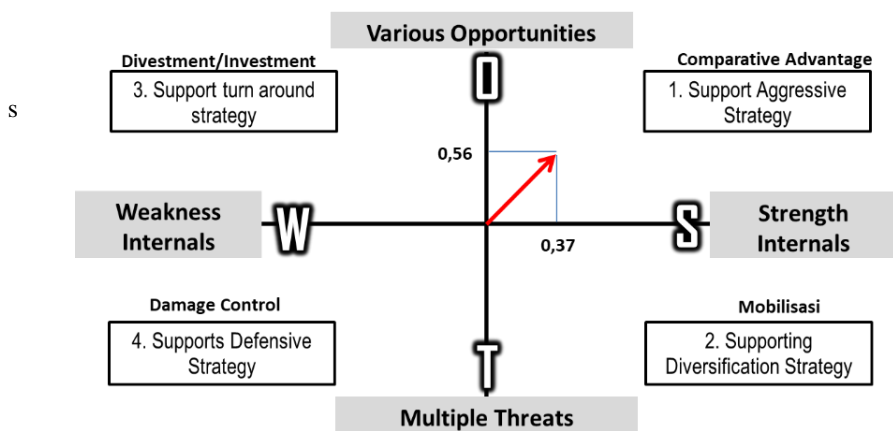 Various Opportunities
Divestment/Investment
3. Support turn around
strategy
O
Comparative Advantage
1. Support Aggressive
Strategy
s
0,56
Weakness
Internals
W
0,37
S
Strength
Internals
Damage Control
4. Supports Defensive
Strategy
T
Mobilisasi
2. Supporting
Diversification Strategy
Multiple Threats